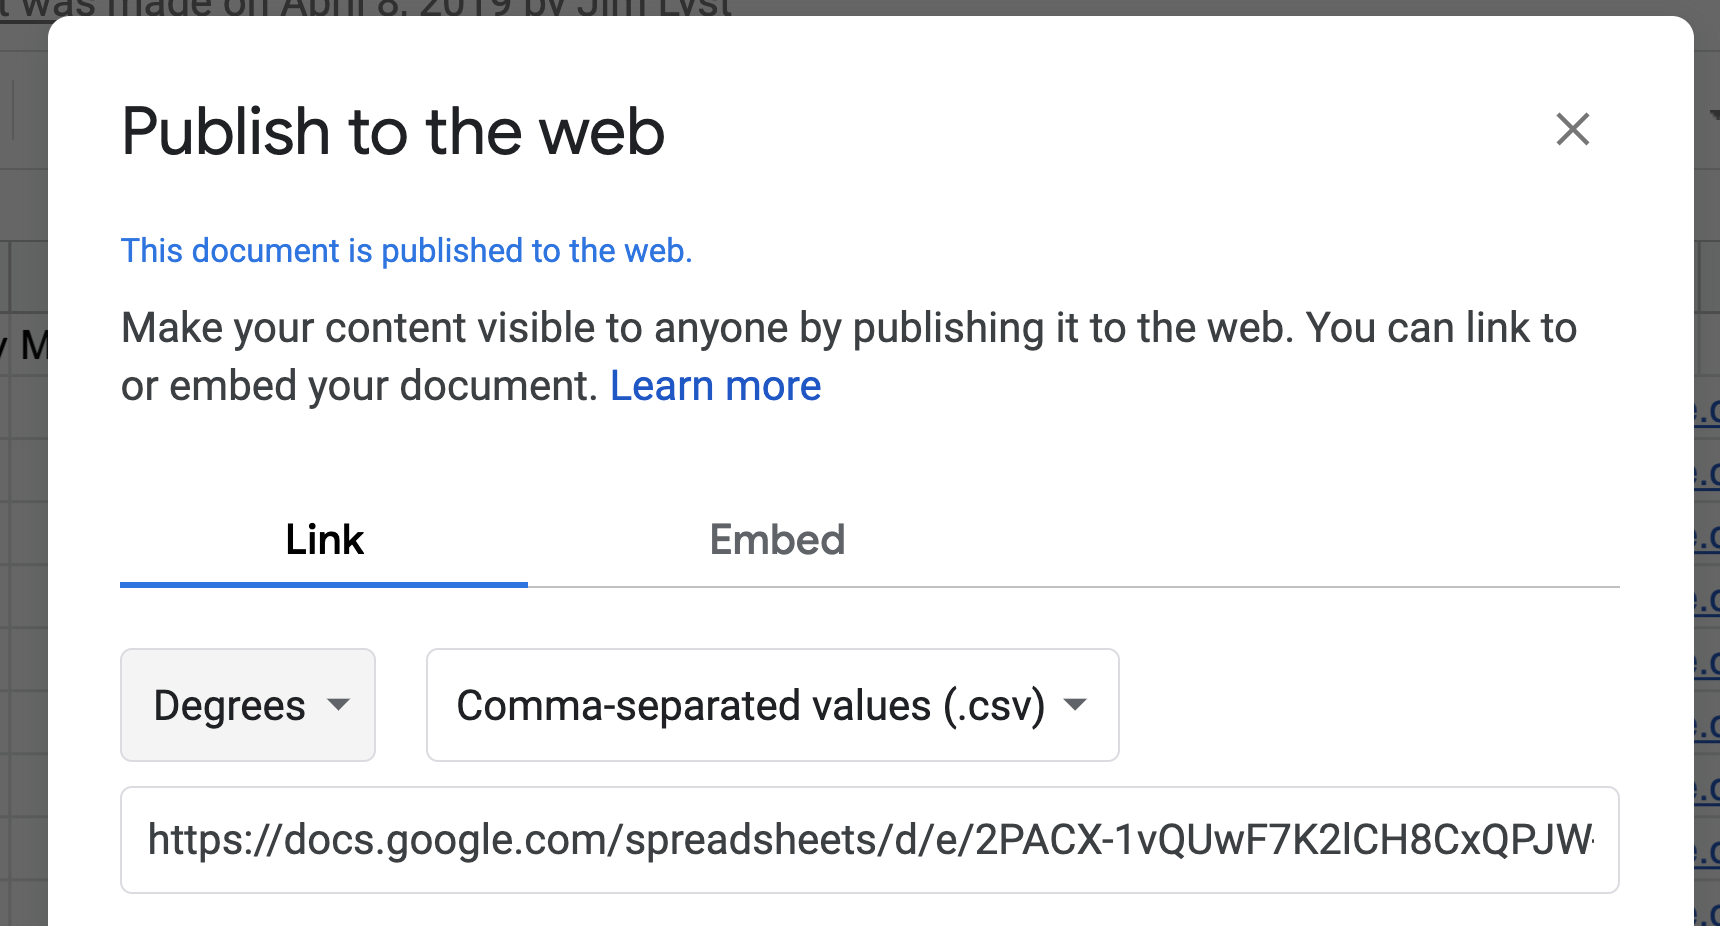 was made on April 8, 2019 by Jim Lyst
Publish to the web
This document is published to the web.
Make your content visible to anyone by publishing it to the web. You can link to
or embed your document. Learn more
Link Embed
Degrees Comma-separated values (.csv)
https://docs.google.com/spreadsheets/d/e/2PACX-1vQUwF7K2lCH8CxQPJW-